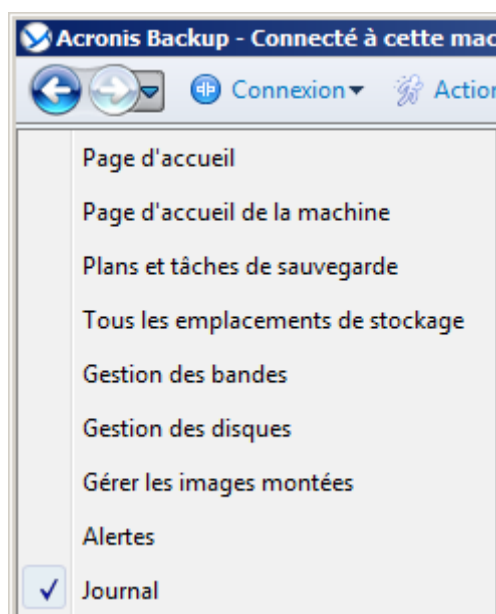 Acronis Backup - Connecté à cette mac
Connexion Action
Page d'accueil
Page d'accueil de la machine
Plans et tâches de sauvegarde
Tous les emplacements de stockage
Gestion des bandes
Gestion des disques
Gérer les images montées
Alertes
Journal